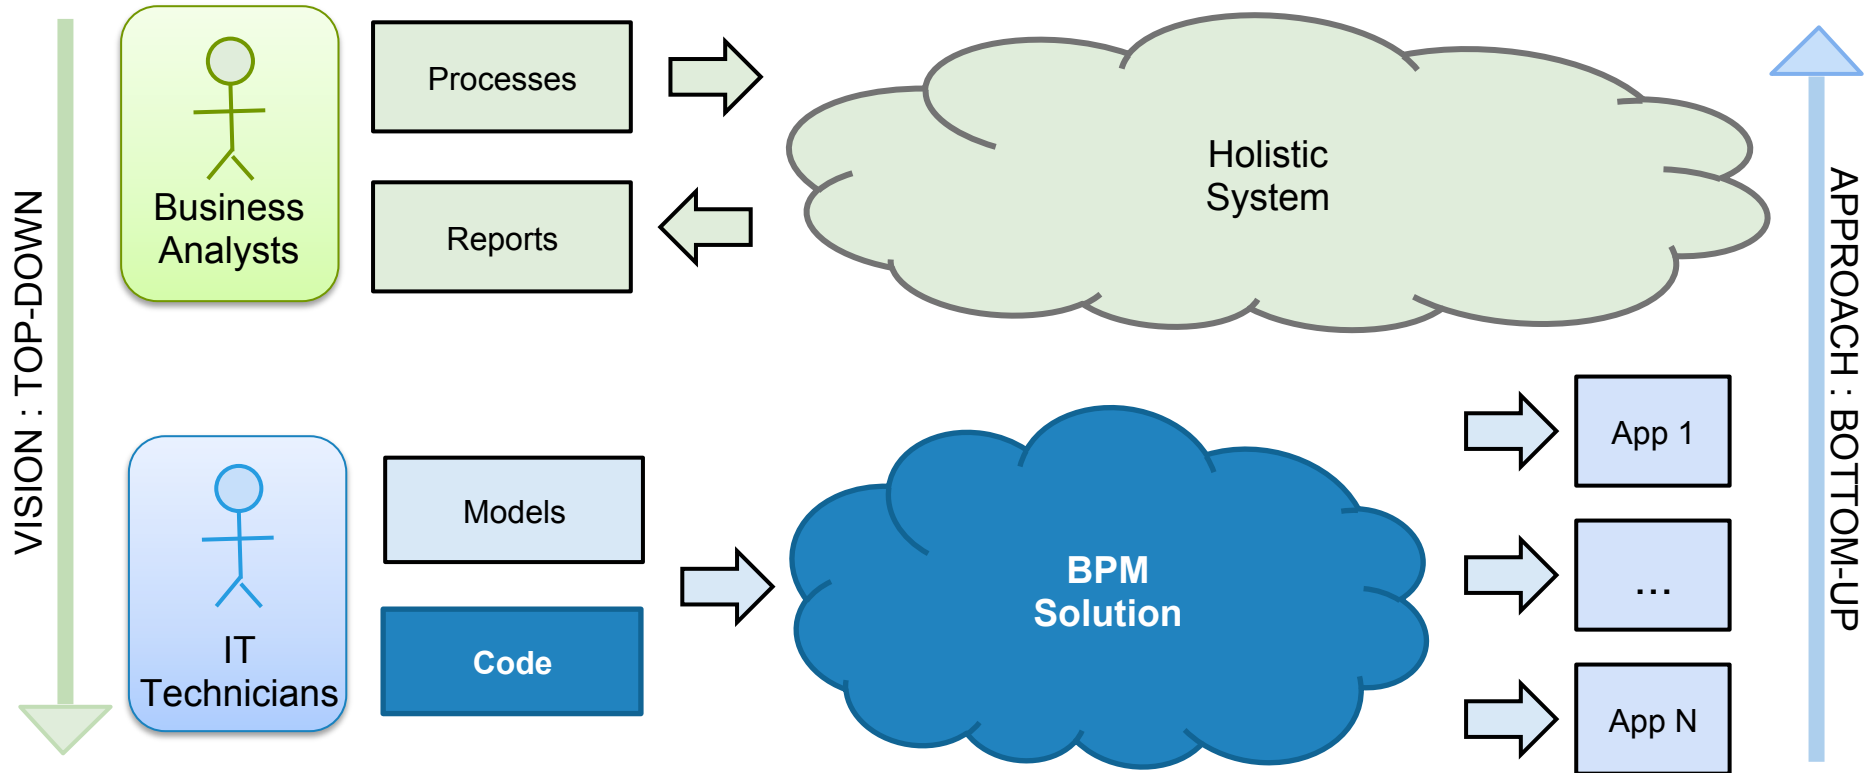 VISION : TOP-DOWN
Business
Analysts
Processes
Reports
Holistic
System
IT
Technicians
Models
Code
BPM
Solution
App 1
...
App N
APPROACH : BOTTOM-UP